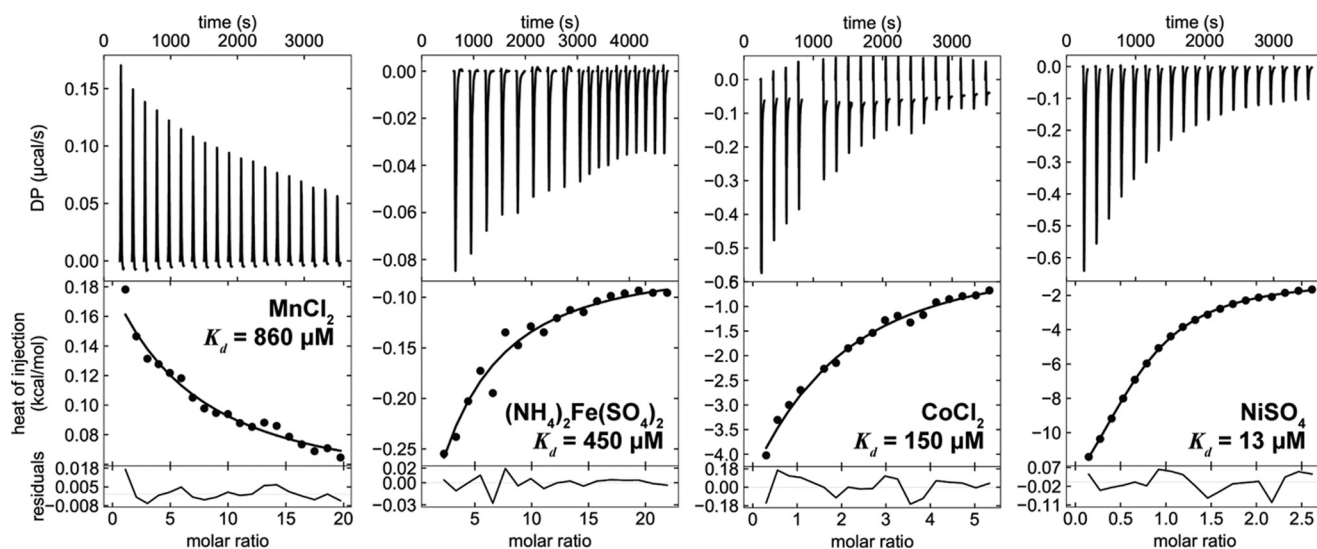 time (s)
0 1000 2000 3000
DP (μcal/s)
0.15
0.10
0.05
0.00
heat of injection
(kcal/mol)
0.18
0.16
0.14
0.12
0.10
0.08
MnCl2
Kd = 860 μM
residuals
0.018
0.005
−0.008
0 5 10 15 20
molar ratio
time (s)
0 1000 2000 3000 4000
0.00
−0.02
−0.04
−0.06
−0.08
−0.10
−0.15
−0.20
−0.25
(NH4)2Fe(SO4)2
Kd = 450 μM
0.02
0.00
−0.03
5 10 15 20
molar ratio
time (s)
0 1000 2000 3000
0.0
−0.1
−0.2
−0.3
−0.4
−0.5
−0.6
−1.0
−1.5
−2.0
−2.5
−3.0
−3.5
−4.0
CoCl2
Kd = 150 μM
0.18
0.00
−0.18
0 1 2 3 4 5
molar ratio
time (s)
0 1000 2000 3000
0.0
−0.1
−0.2
−0.3
−0.4
−0.5
−0.6
−2
−4
−6
−8
−10
NiSO4
Kd = 13 μM
0.07
−0.02
−0.11
0.0 0.5 1.0 1.5 2.0 2.5
molar ratio